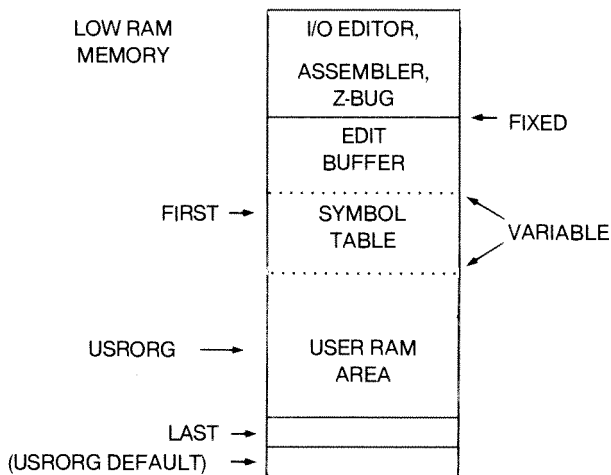 LOW RAM
MEMORY
I/O EDITOR,
ASSEMBLER,
Z-BUG
FIXED
EDIT
BUFFER
FIRST
SYMBOL
TABLE
VARIABLE
USRORG
USER RAM
AREA
LAST
(USRORG DEFAULT)